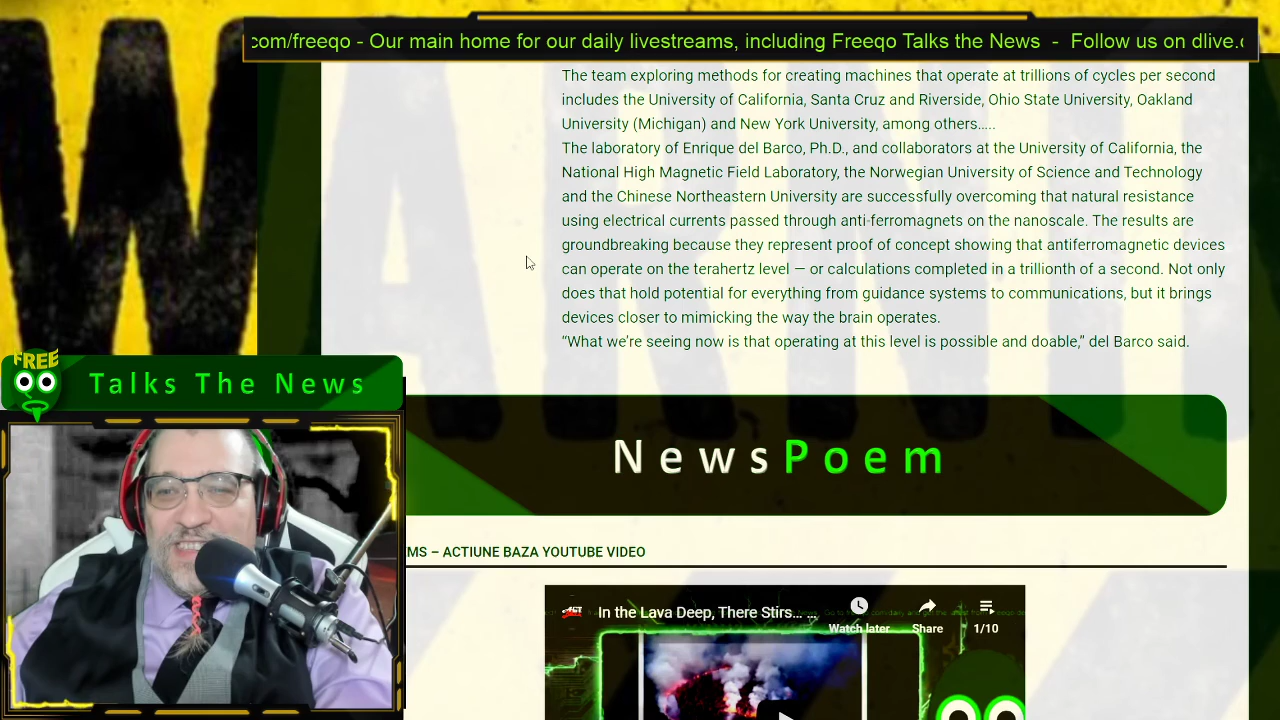 com/freeqo - Our main home for our daily livestreams, including Freeqo Talks the News - Follow us on dlive.c
The team exploring methods for creating machines that operate at trillions of cycles per second
includes the University of California, Santa Cruz and Riverside, Ohio State University, Oakland
University (Michigan) and New York University, among others…..
The laboratory of Enrique del Barco, Ph.D., and collaborators at the University of California, the
National High Magnetic Field Laboratory, the Norwegian University of Science and Technology
and the Chinese Northeastern University are successfully overcoming that natural resistance
using electrical currents passed through anti-ferromagnets on the nanoscale. The results are
groundbreaking because they represent proof of concept showing that antiferromagnetic devices
can operate on the terahertz level — or calculations completed in a trillionth of a second. Not only
does that hold potential for everything from guidance systems to communications, but it brings
devices closer to mimicking the way the brain operates.
“What we’re seeing now is that operating at this level is possible and doable,” del Barco said.
FREE
Talks The News
NewsPoem
MS – ACTIUNE BAZA YOUTUBE VIDEO
In the Lava Deep, There Stirs... ...
Watch later
Share
1/10